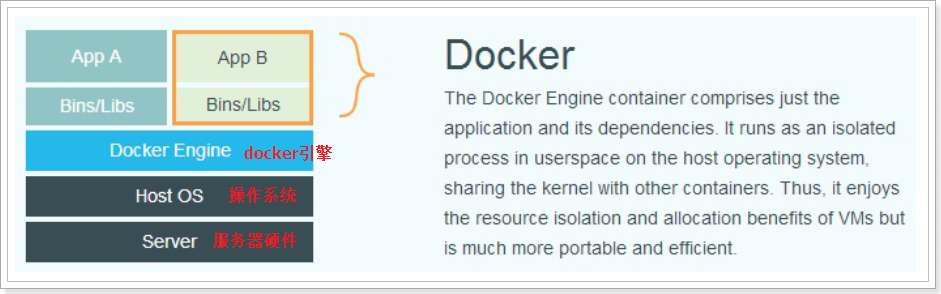 App A
App B
Bins/Libs
Bins/Libs
Docker Engine docker引擎
Host OS 操作系统
Server 服务器硬件
Docker
The Docker Engine container comprises just the
application and its dependencies. It runs as an isolated
process in userspace on the host operating system,
sharing the kernel with other containers. Thus, it enjoys
the resource isolation and allocation benefits of VMs but
is much more portable and efficient.